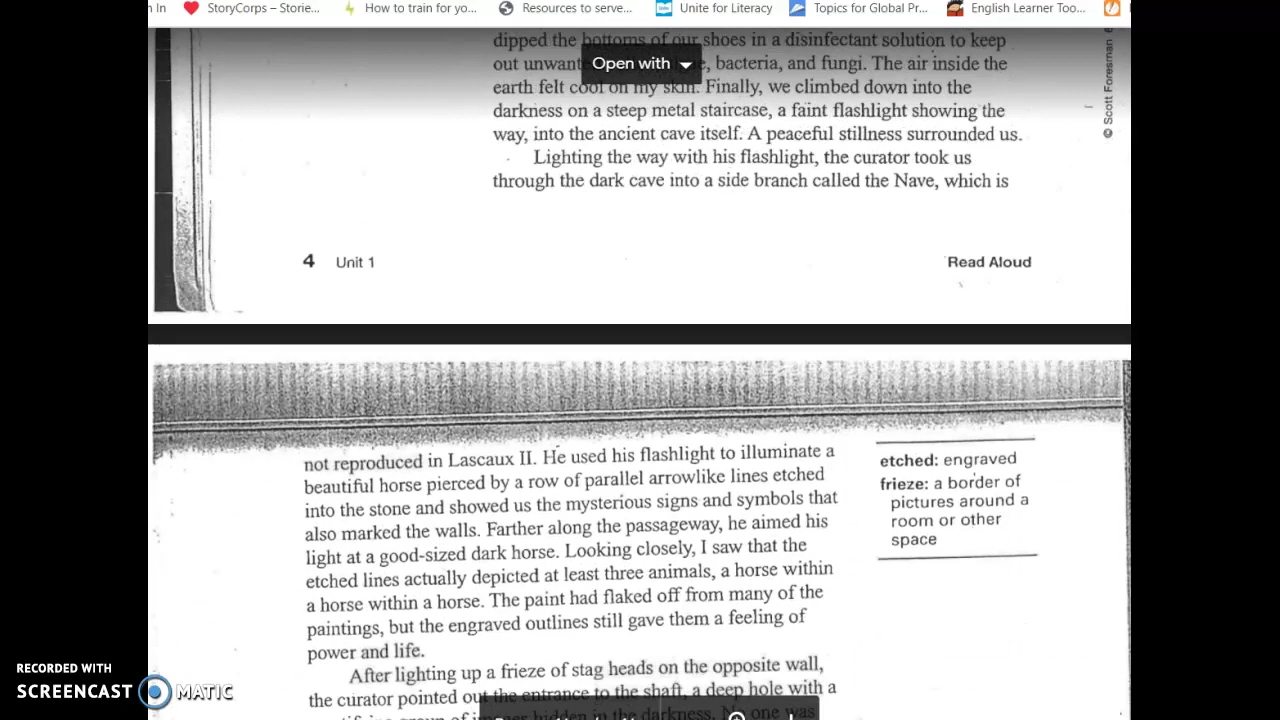 n In StoryCorps – Storie... How to train for yo... Resources to serve... Unite for Literacy Topics for Global Pr... English Learner Too...
dipped the bottoms of our shoes in a disinfectant solution to keep
out unwante , bacteria, and fungi. The air inside the
Open with
earth felt cool on my skin. Finally, we climbed down into the
darkness on a steep metal staircase, a faint flashlight showing the
way, into the ancient cave itself. A peaceful stillness surrounded us.
Lighting the way with his flashlight, the curator took us
through the dark cave into a side branch called the Nave, which is
© Scott Foresman
4 Unit 1 Read Aloud
not reproduced in Lascaux II. He used his flashlight to illuminate a
beautiful horse pierced by a row of parallel arrowlike lines etched
into the stone and showed us the mysterious signs and symbols that
also marked the walls. Farther along the passageway, he aimed his
light at a good-sized dark horse. Looking closely, I saw that the
etched lines actually depicted at least three animals, a horse within
a horse within a horse. The paint had flaked off from many of the
paintings, but the engraved outlines still gave them a feeling of
power and life.
After lighting up a frieze of stag heads on the opposite wall,
the curator pointed out the entrance to the shaft, a deep hole with a
group of hidden in the darkness. No one was
etched: engraved
frieze: a border of
pictures around a
room or other
space
RECORDED WITH
SCREENCAST MATIC